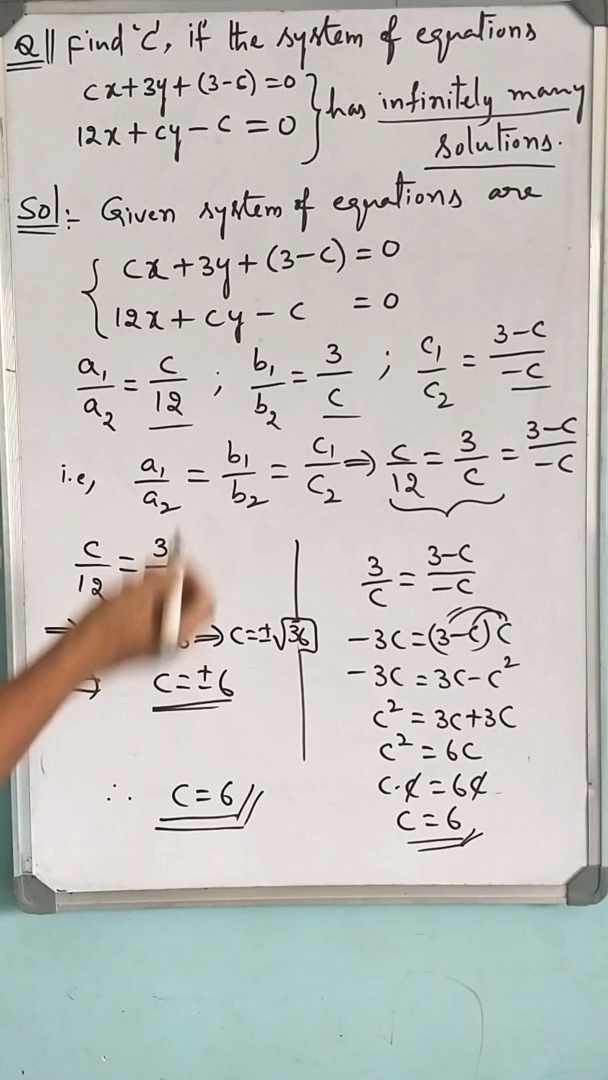 Q|| Find 'c', if the system of equations
cx+3y+(3-c)=0
12x+cy-c=0 } has infinitely many
solutions.
Sol:- Given system of equations are
{ cx+3y+(3-c)=0
12x+cy-c =0
a₁/a₂ = c/12 ; b₁/b₂ = 3/c ; c₁/c₂ = 3-c/-c
i.e, a₁/a₂ = b₁/b₂ = c₁/c₂ ⇒ c/12 = 3/c = 3-c/-c
c/12 = 3
⇒ c=±√36
⇒ c=±6
∴ c=6//
3/c = 3-c/-c
-3c=(3-c)c
-3c=3c-c²
c²=3c+3c
c²=6c
c.c=6c
c=6//